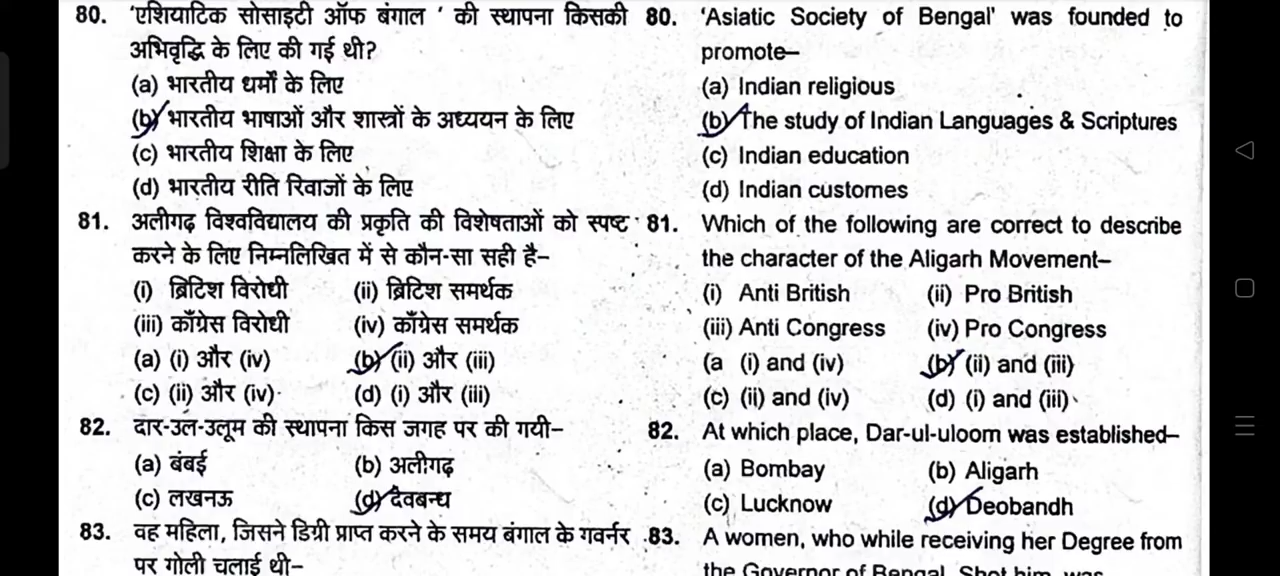 80. 'एशियाटिक सोसाइटी ऑफ बंगाल ' की स्थापना किसकी
अभिवृद्धि के लिए की गई थी?
(a) भारतीय धर्मों के लिए
(b) भारतीय भाषाओं और शास्त्रों के अध्ययन के लिए
(c) भारतीय शिक्षा के लिए
(d) भारतीय रीति रिवाजों के लिए
81. अलीगढ़ विश्वविद्यालय की प्रकृति की विशेषताओं को स्पष्ट
करने के लिए निम्नलिखित में से कौन-सा सही है–
(i) ब्रिटिश विरोधी (ii) ब्रिटिश समर्थक
(iii) काँग्रेस विरोधी (iv) काँग्रेस समर्थक
(a) (i) और (iv) (b) (ii) और (iii)
(c) (ii) और (iv) (d) (i) और (iii)
82. दार-उल-उलूम की स्थापना किस जगह पर की गयी–
(a) बंबई (b) अलीगढ़
(c) लखनऊ (d) देवबन्ध
83. वह महिला, जिसने डिग्री प्राप्त करने के समय बंगाल के गवर्नर
पर गोली चलाई थी–
80. 'Asiatic Society of Bengal' was founded to
promote–
(a) Indian religious
(b) The study of Indian Languages & Scriptures
(c) Indian education
(d) Indian customes
81. Which of the following are correct to describe
the character of the Aligarh Movement–
(i) Anti British (ii) Pro British
(iii) Anti Congress (iv) Pro Congress
(a (i) and (iv) (b) (ii) and (iii)
(c) (ii) and (iv) (d) (i) and (iii)
82. At which place, Dar-ul-uloom was established–
(a) Bombay (b) Aligarh
(c) Lucknow (d) Deobandh
83. A women, who while receiving her Degree from
the Governor of Bengal, Shot him, was